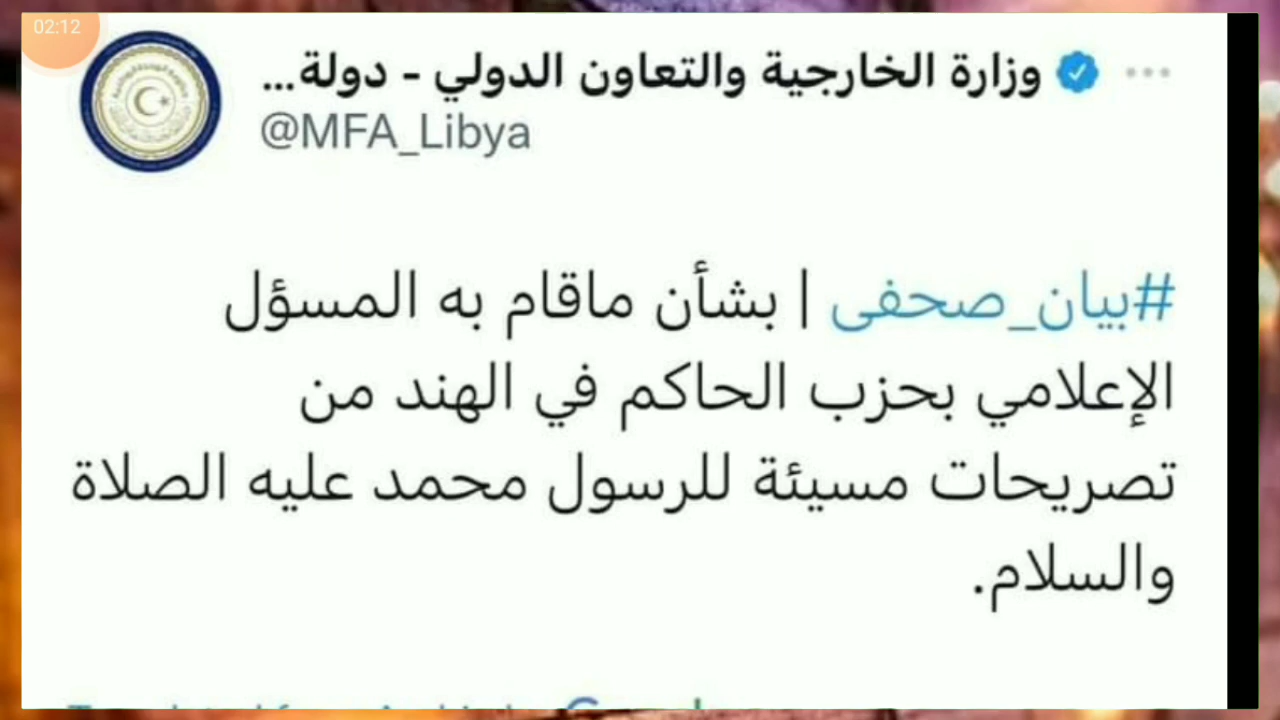 02:12
وزارة الخارجية والتعاون الدولي - دولة...
@MFA_Libya
#بيان_صحفى | بشأن ماقام به المسؤل
الإعلامي بحزب الحاكم في الهند من
تصريحات مسيئة للرسول محمد عليه الصلاة
والسلام.